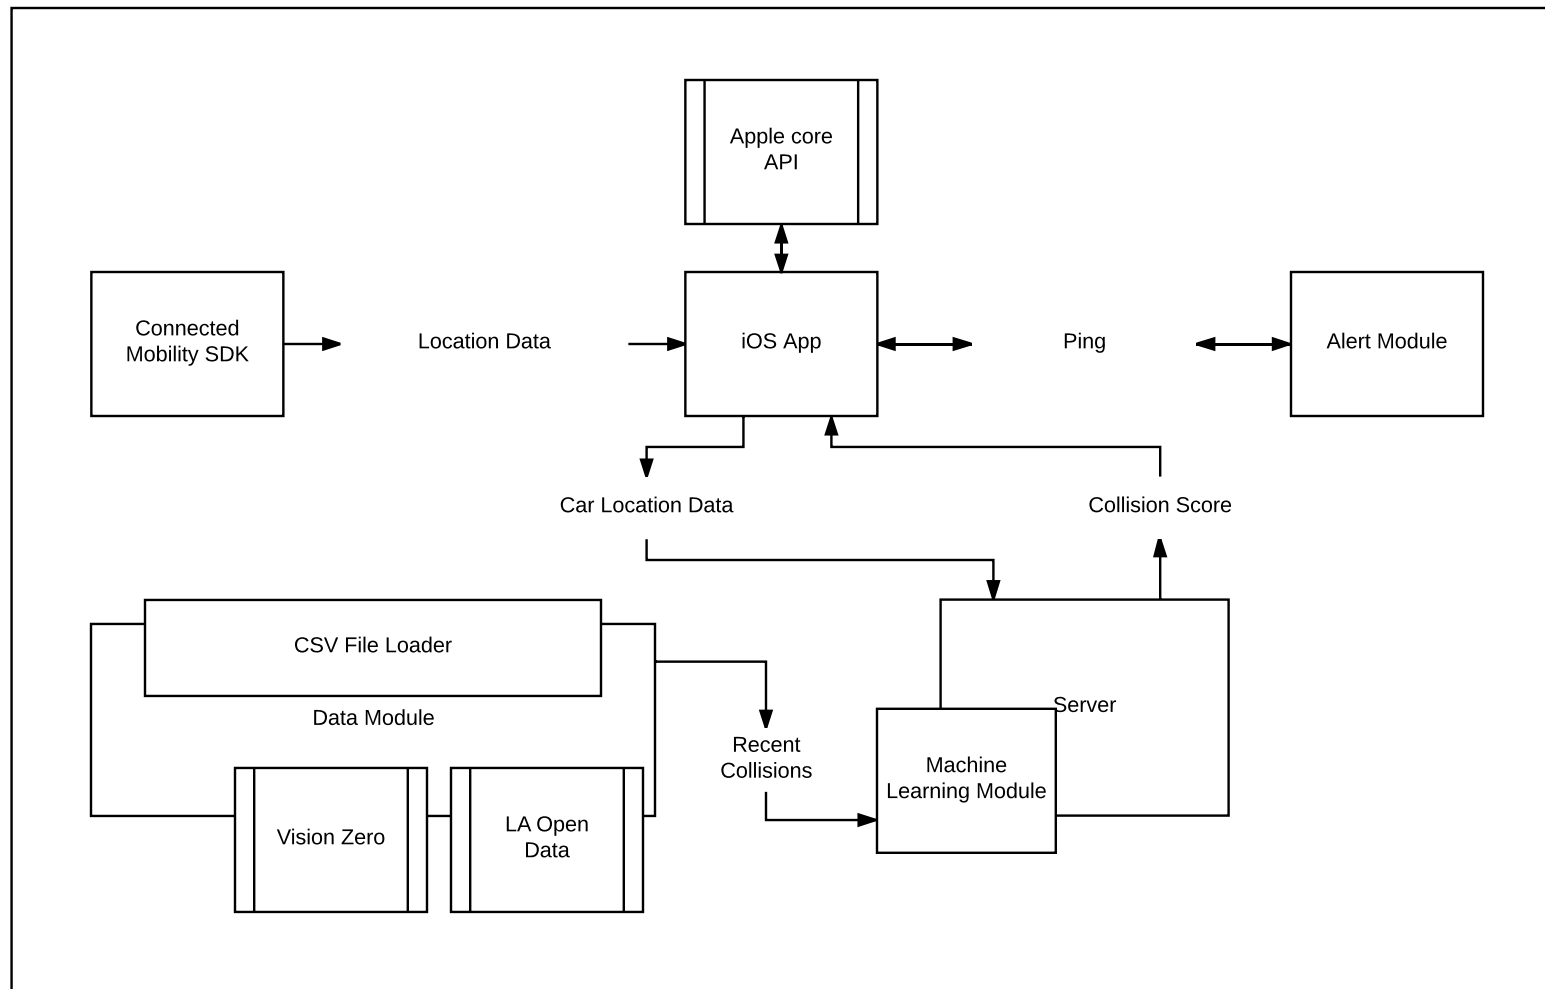 Apple core
API
Connected
Mobility SDK
Location Data
iOS App
Ping
Alert Module
Car Location Data
Collision Score
CSV File Loader
Data Module
Server
Recent
Collisions
Machine
Learning Module
Vision Zero
LA Open
Data